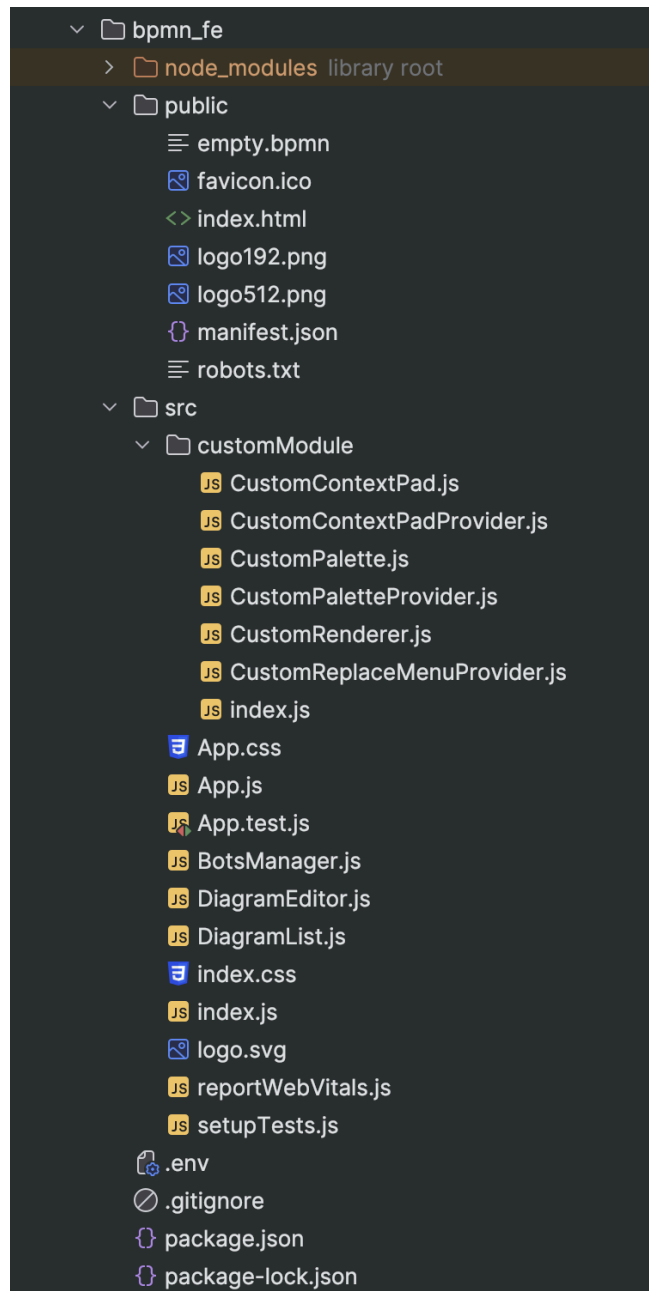 bpmn_fe
node_modules library root
public
empty.bpmn
favicon.ico
index.html
logo192.png
logo512.png
manifest.json
robots.txt
src
customModule
CustomContextPad.js
CustomContextPadProvider.js
CustomPalette.js
CustomPaletteProvider.js
CustomRenderer.js
CustomReplaceMenuProvider.js
index.js
App.css
App.js
App.test.js
BotsManager.js
DiagramEditor.js
DiagramList.js
index.css
index.js
logo.svg
reportWebVitals.js
setupTests.js
.env
.gitignore
package.json
package-lock.json